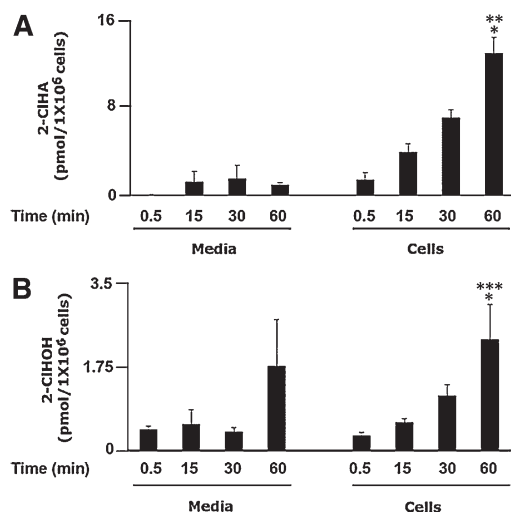 A
16
8
0
2-ClHA
(pmol/1X10⁶ cells)
**
*
Time (min) 0.5 15 30 60 0.5 15 30 60
Media Cells
B
3.5
1.75
0
2-ClHOH
(pmol/1X10⁶ cells)
***
*
Time (min) 0.5 15 30 60 0.5 15 30 60
Media Cells